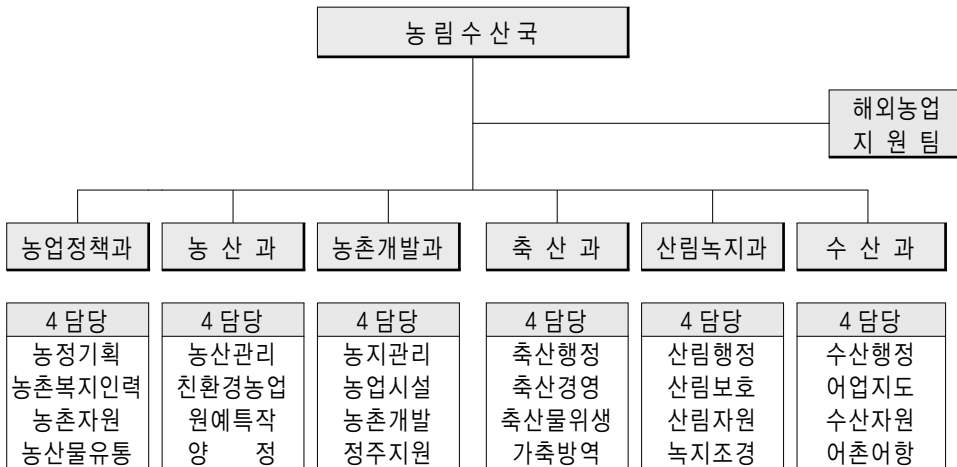 농림수산국
해외농업
지원팀
농업정책과 농산과 농촌개발과 축산과 산림녹지과 수산과
4 담당 4 담당 4 담당 4 담당 4 담당 4 담당
농정기획 농산관리 농지관리 축산행정 산림행정 수산행정
농촌복지인력 친환경농업 농업시설 축산경영 산림보호 어업지도
농촌자원 원예특작 농촌개발 축산물위생 산림자원 수산자원
농산물유통 양정 정주지원 가축방역 녹지조경 어촌어항